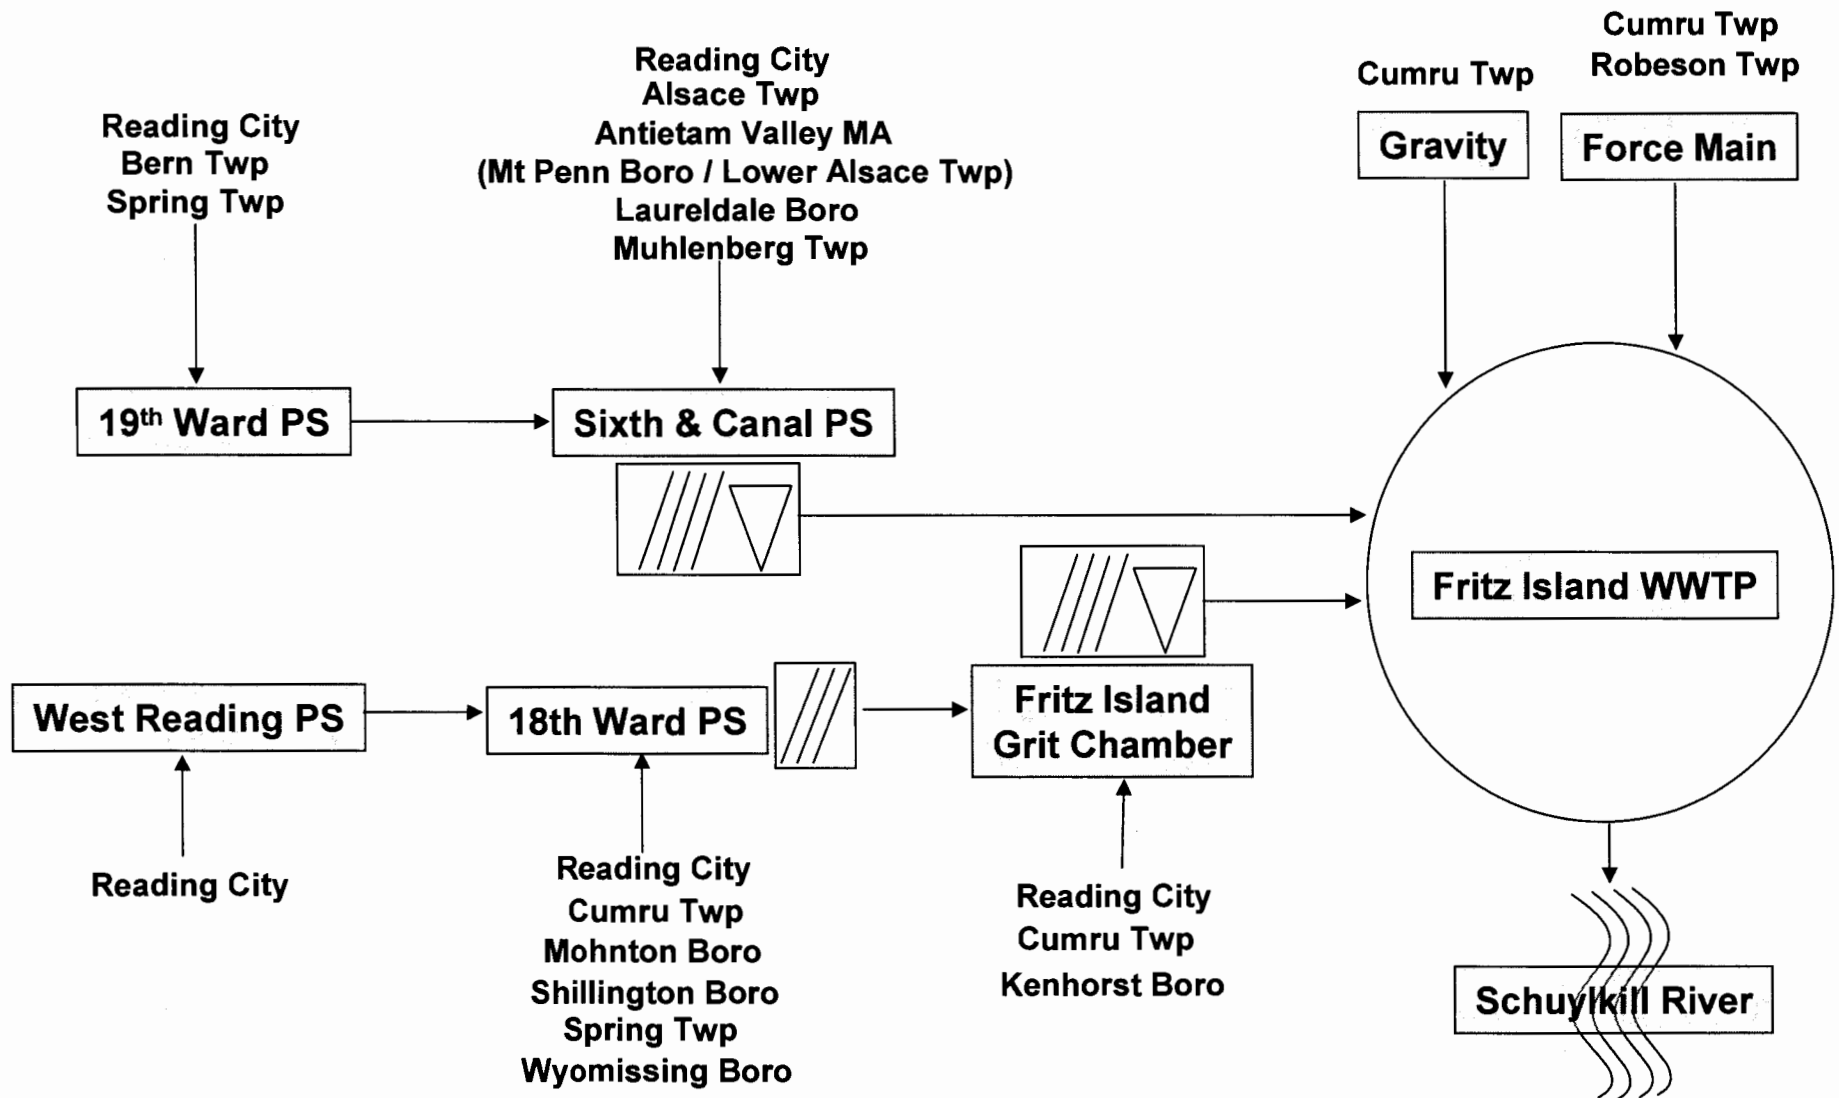 Cumru Twp
Robeson Twp
Cumru Twp
Gravity
Force Main
Reading City
Alsace Twp
Antietam Valley MA
(Mt Penn Boro / Lower Alsace Twp)
Laureldale Boro
Muhlenberg Twp
Reading City
Bern Twp
Spring Twp
19th Ward PS
Sixth & Canal PS
Fritz Island WWTP
West Reading PS
18th Ward PS
Fritz Island
Grit Chamber
Reading City
Reading City
Cumru Twp
Mohnton Boro
Shillington Boro
Spring Twp
Wyomissing Boro
Reading City
Cumru Twp
Kenhorst Boro
Schuylkill River